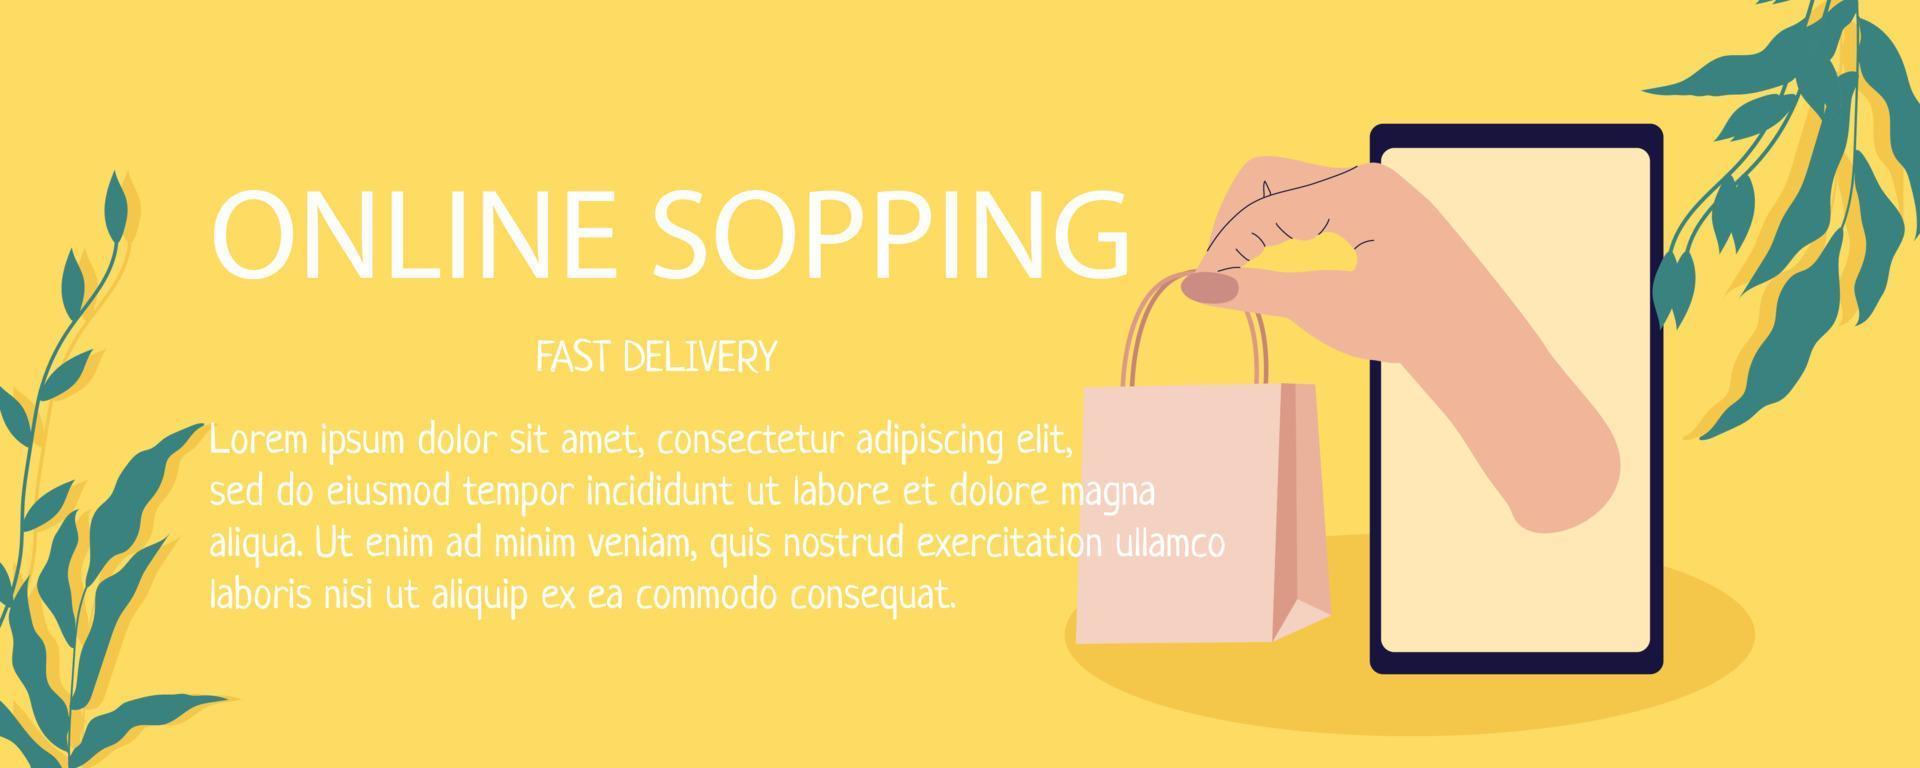 ONLINE SOPPING
FAST DELIVERY
Lorem ipsum dolor sit amet, consectetur adipiscing elit,
sed do eiusmod tempor incididunt ut labore et dolore magna
aliqua. Ut enim ad minim veniam, quis nostrud exercitation ullamco
laboris nisi ut aliquip ex ea commodo consequat.